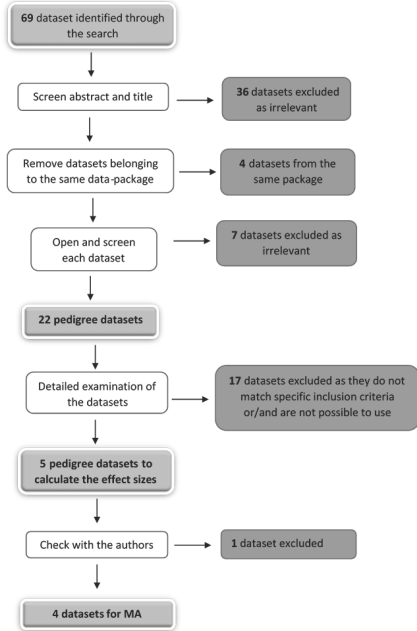 69 dataset identified through
the search
Screen abstract and title
36 datasets excluded
as irrelevant
Remove datasets belonging
to the same data-package
4 datasets from the
same package
Open and screen
each dataset
7 datasets excluded as
irrelevant
22 pedigree datasets
Detailed examination of
the datasets
17 datasets excluded as they do not
match specific inclusion criteria
or/and are not possible to use
5 pedigree datasets to
calculate the effect sizes
Check with the authors
1 dataset excluded
4 datasets for MA